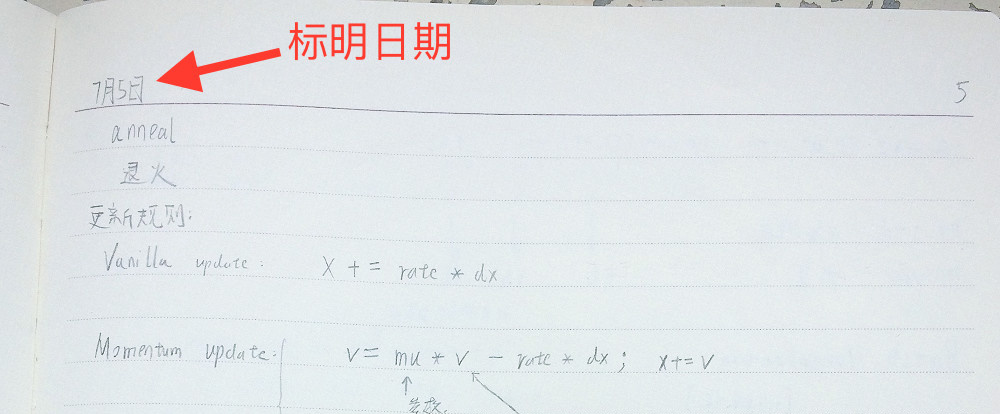 标明日期
7月5日
5
anneal
退火
更新规则:
Vanilla update: X += rate * dx
Momentum update: V = mu * V - rate * dx; X += V
参数.